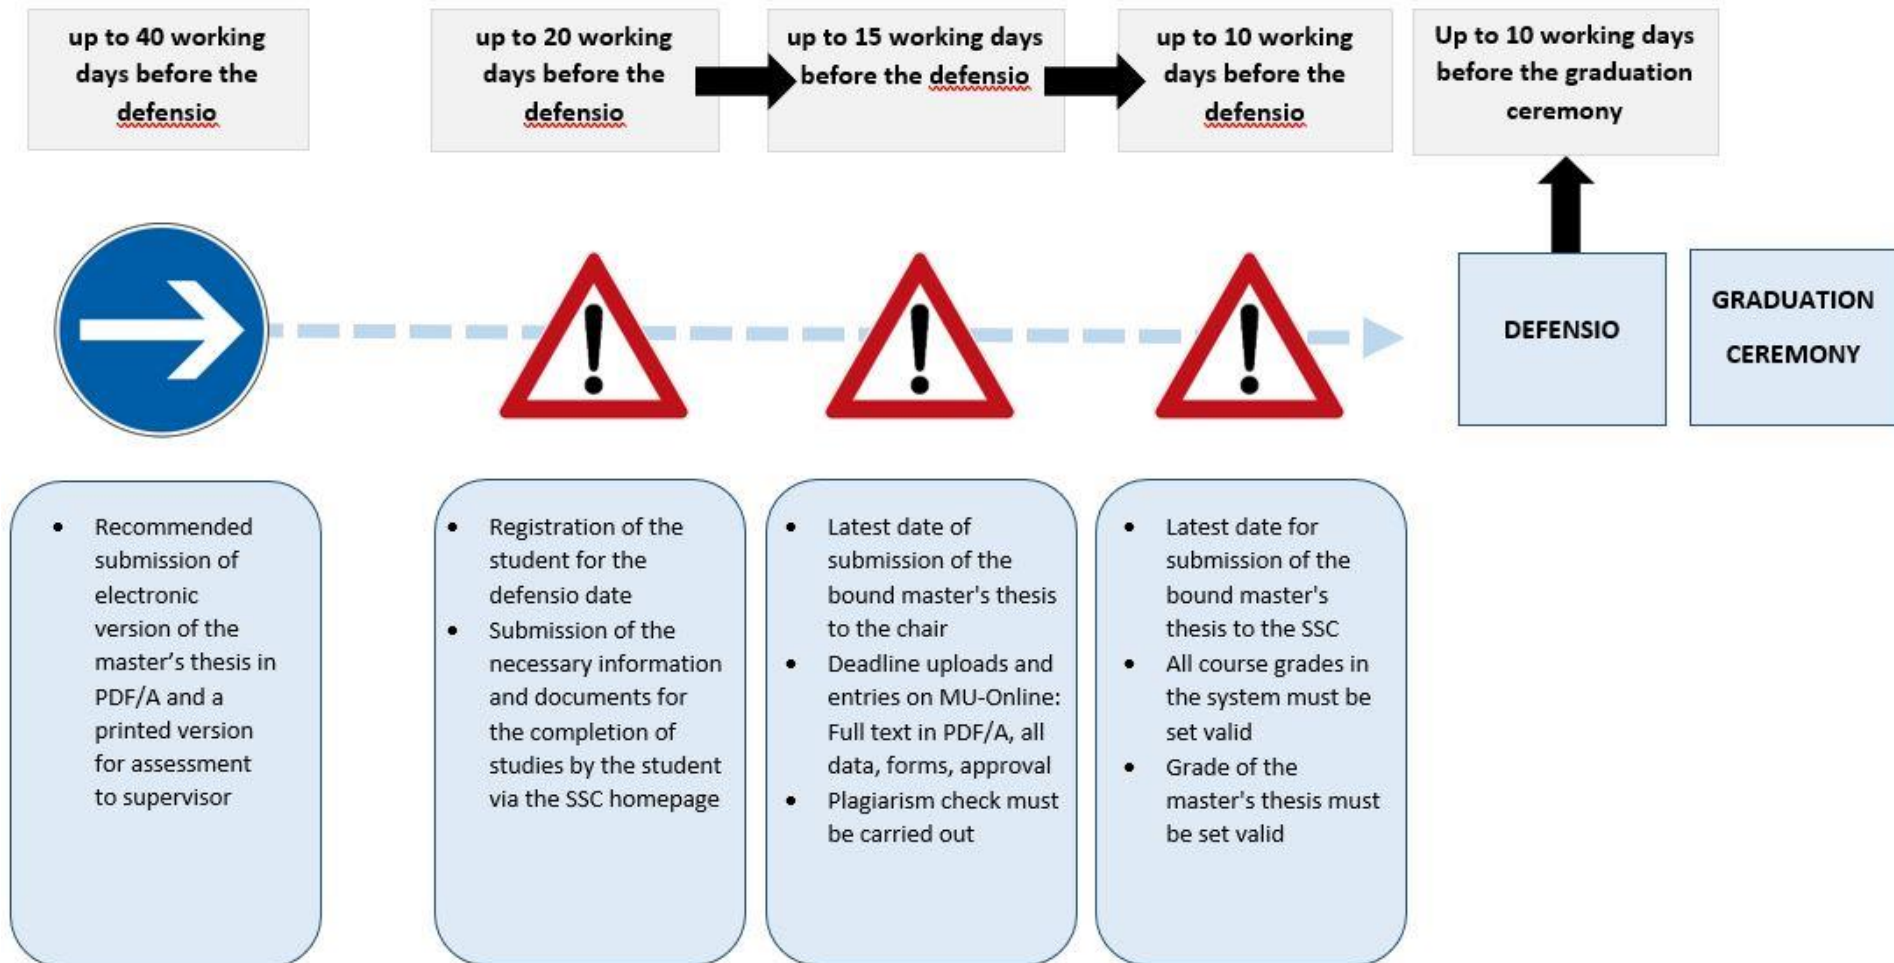 up to 40 working
days before the
defensio
up to 20 working
days before the
defensio
up to 15 working days
before the defensio
up to 10 working
days before the
defensio
Up to 10 working days
before the graduation
ceremony
DEFENSIO
GRADUATION
CEREMONY
• Recommended
submission of
electronic
version of the
master’s thesis in
PDF/A and a
printed version
for assessment
to supervisor
• Registration of the
student for the
defensio date
• Submission of the
necessary information
and documents for
the completion of
studies by the student
via the SSC homepage
• Latest date of
submission of the
bound master's thesis
to the chair
• Deadline uploads and
entries on MU-Online:
Full text in PDF/A, all
data, forms, approval
• Plagiarism check must
be carried out
• Latest date for
submission of the
bound master's
thesis to the SSC
• All course grades in
the system must be
set valid
• Grade of the
master's thesis must
be set valid